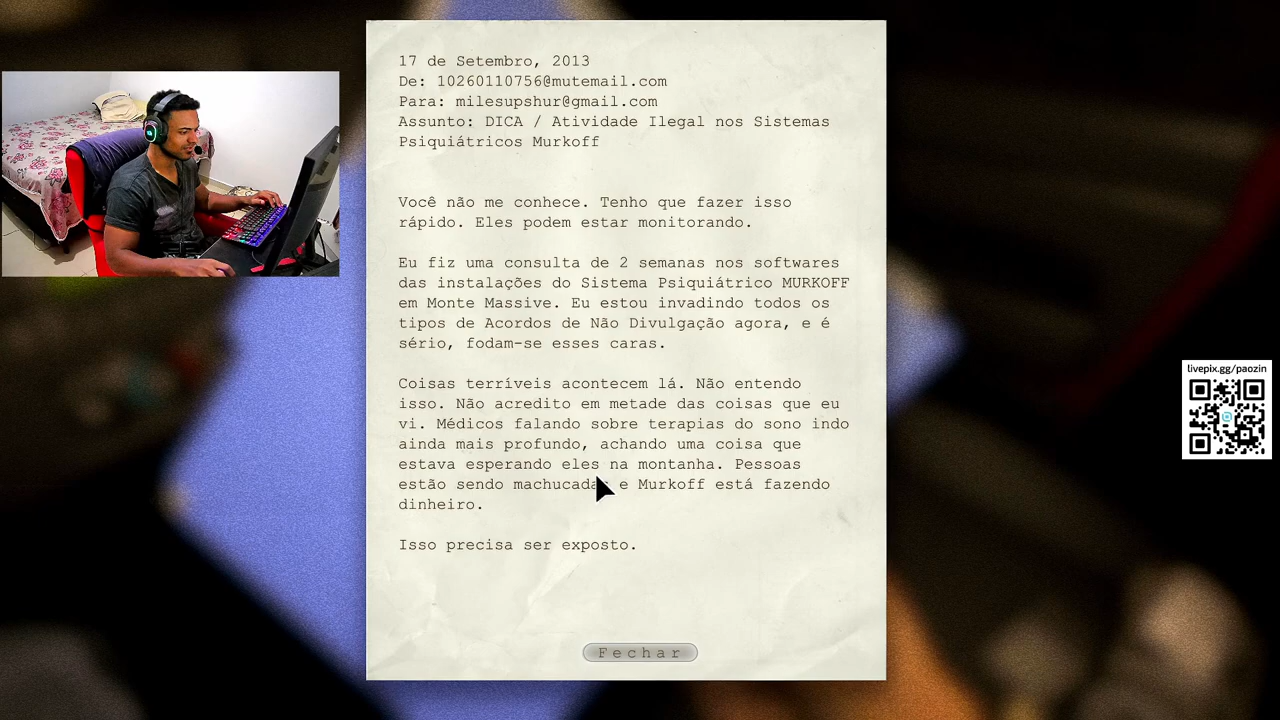 17 de Setembro, 2013
De: 10260110756@mutemail.com
Para: milesupshur@gmail.com
Assunto: DICA / Atividade Ilegal nos Sistemas
Psiquiátricos Murkoff
Você não me conhece. Tenho que fazer isso
rápido. Eles podem estar monitorando.
Eu fiz uma consulta de 2 semanas nos softwares
das instalações do Sistema Psiquiátrico MURKOFF
em Monte Massive. Eu estou invadindo todos os
tipos de Acordos de Não Divulgação agora, e é
sério, fodam-se esses caras.
Coisas terríveis acontecem lá. Não entendo
isso. Não acredito em metade das coisas que eu
vi. Médicos falando sobre terapias do sono indo
ainda mais profundo, achando uma coisa que
estava esperando eles na montanha. Pessoas
estão sendo machucadas e Murkoff está fazendo
dinheiro.
Isso precisa ser exposto.
Fechar
livepix.gg/paozin